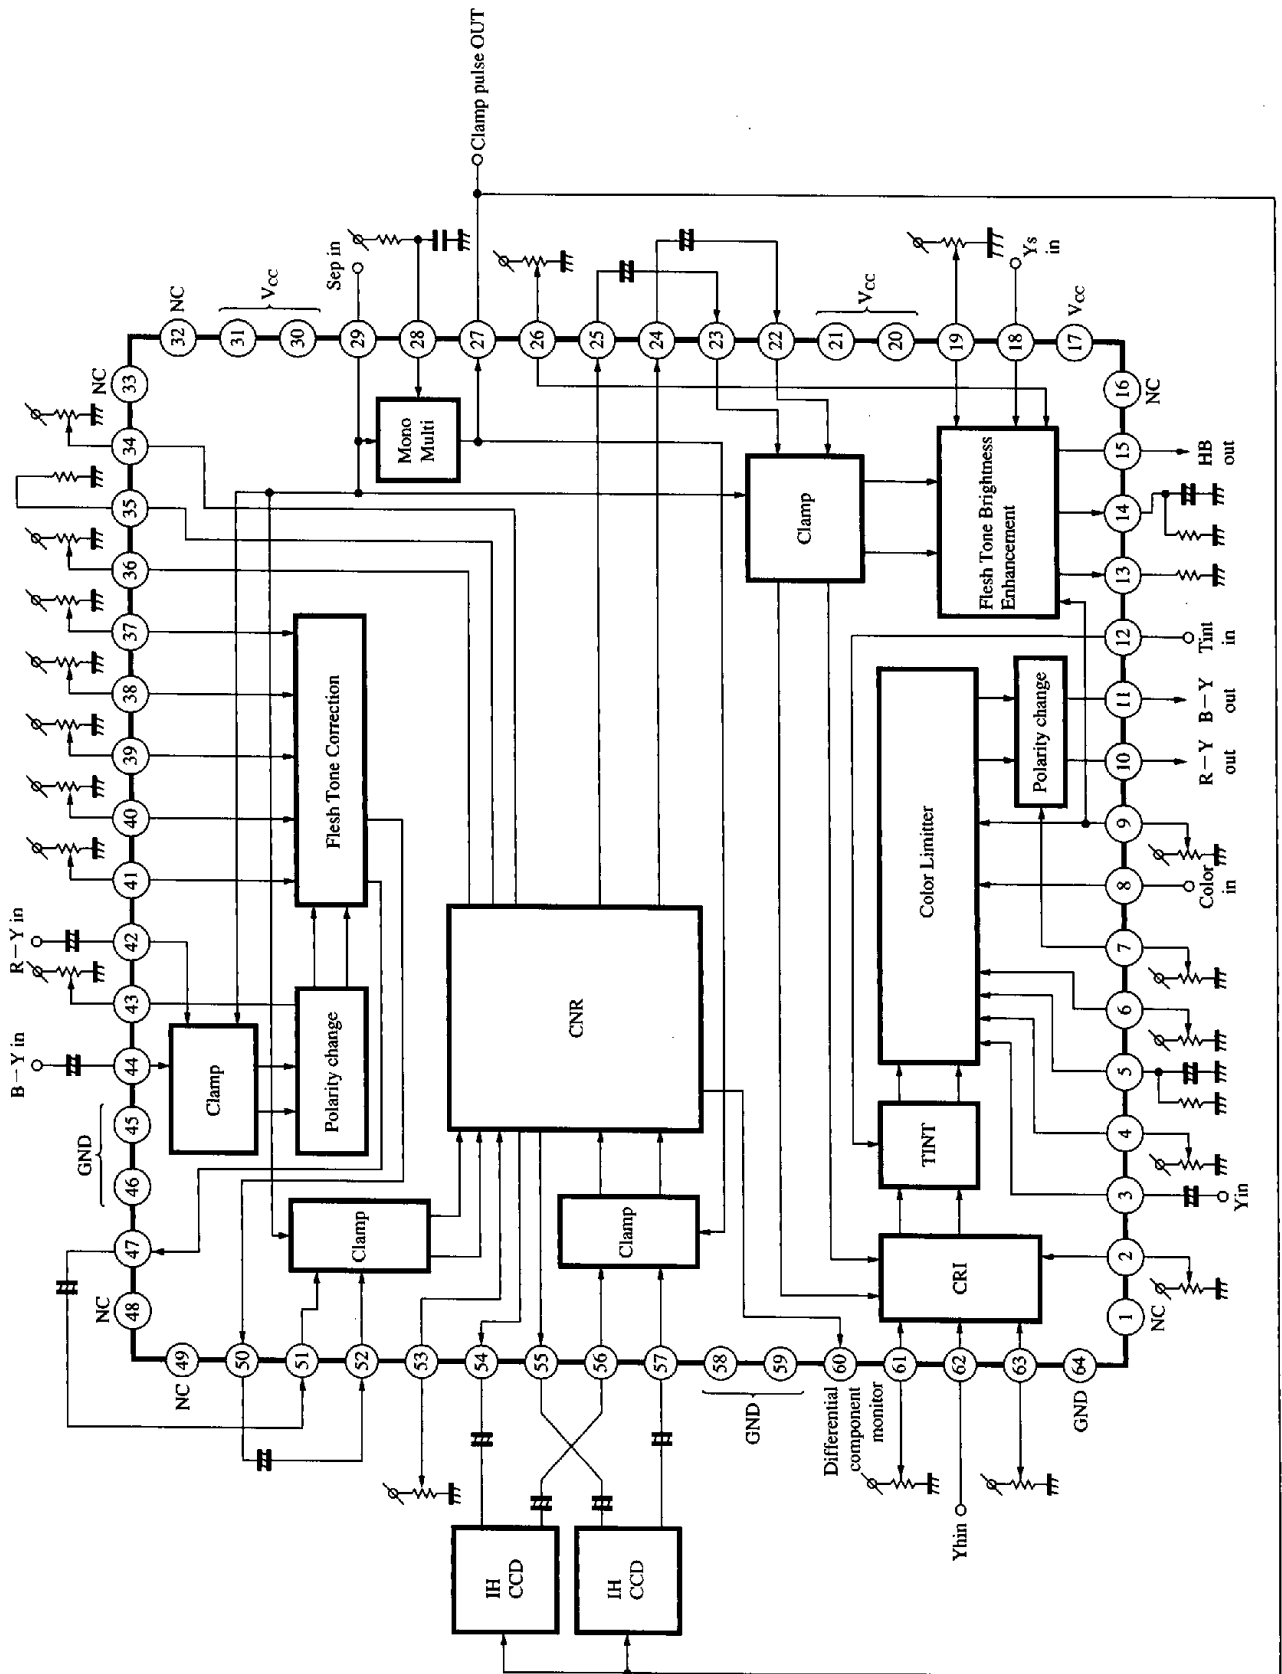 B−Y in
R−Y in
GND
NC
48
47
46
45
44
43
42
41
40
39
38
37
36
35
34
33
NC
NC
49
50
51
52
53
54
55
56
57
58
59
60
61
62
63
64
NC
GND
Differential
component
monitor
Yhin
GND
32
31
30
29
28
27
26
25
24
23
22
21
20
19
18
17
NC
VCC
Sep in
Clamp pulse OUT
VCC
Ys
in
VCC
1
2
3
4
5
6
7
8
9
10
11
12
13
14
15
16
NC
Yin
Color
in
R−Y
out
B−Y
out
Tint
in
HB
out
NC
Clamp
Polarity change
Flesh Tone Correction
Mono
Multi
Clamp
CNR
Clamp
Clamp
Flesh Tone Brightness
Enhancement
CRI
TINT
Color Limitter
Polarity change
IH
CCD
IH
CCD